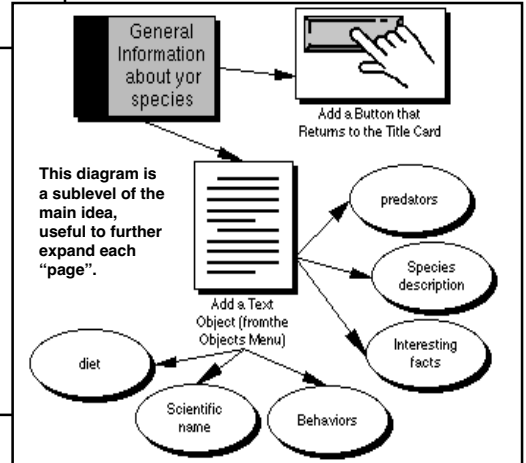 General
Information
about yor
species
Add a Button that
Returns to the Title Card
This diagram is
a sublevel of the
main idea,
useful to further
expand each
“page”.
predators
Species
description
Interesting
facts
Add a Text
Object (fromthe
Objects Menu)
diet
Scientific
name
Behaviors